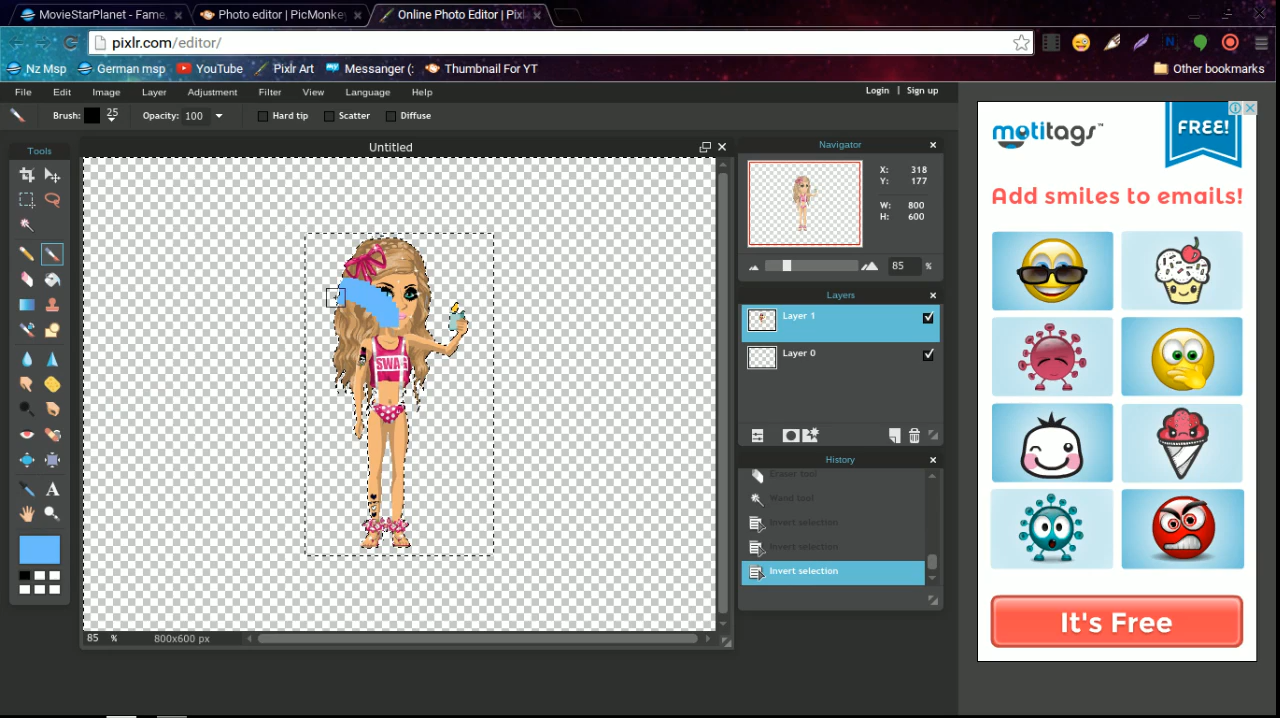 MovieStarPlanet - Fame, Photo editor | PicMonkey Online Photo Editor | Pixl
pixlr.com/editor/
Nz Msp German msp YouTube Pixlr Art Messanger (: Thumbnail For YT Other bookmarks
File Edit Image Layer Adjustment Filter View Language Help Login | Sign up
Brush: 25 Opacity: 100 Hard tip Scatter Diffuse
Tools
Untitled
Navigator
X: 318
Y: 177
W: 800
H: 600
85 %
Layers
Layer 1
Layer 0
History
Eraser tool
Wand tool
Invert selection
Invert selection
Invert selection
SWAG
85 % 800x600 px
motitags™
FREE!
Add smiles to emails!
It's Free